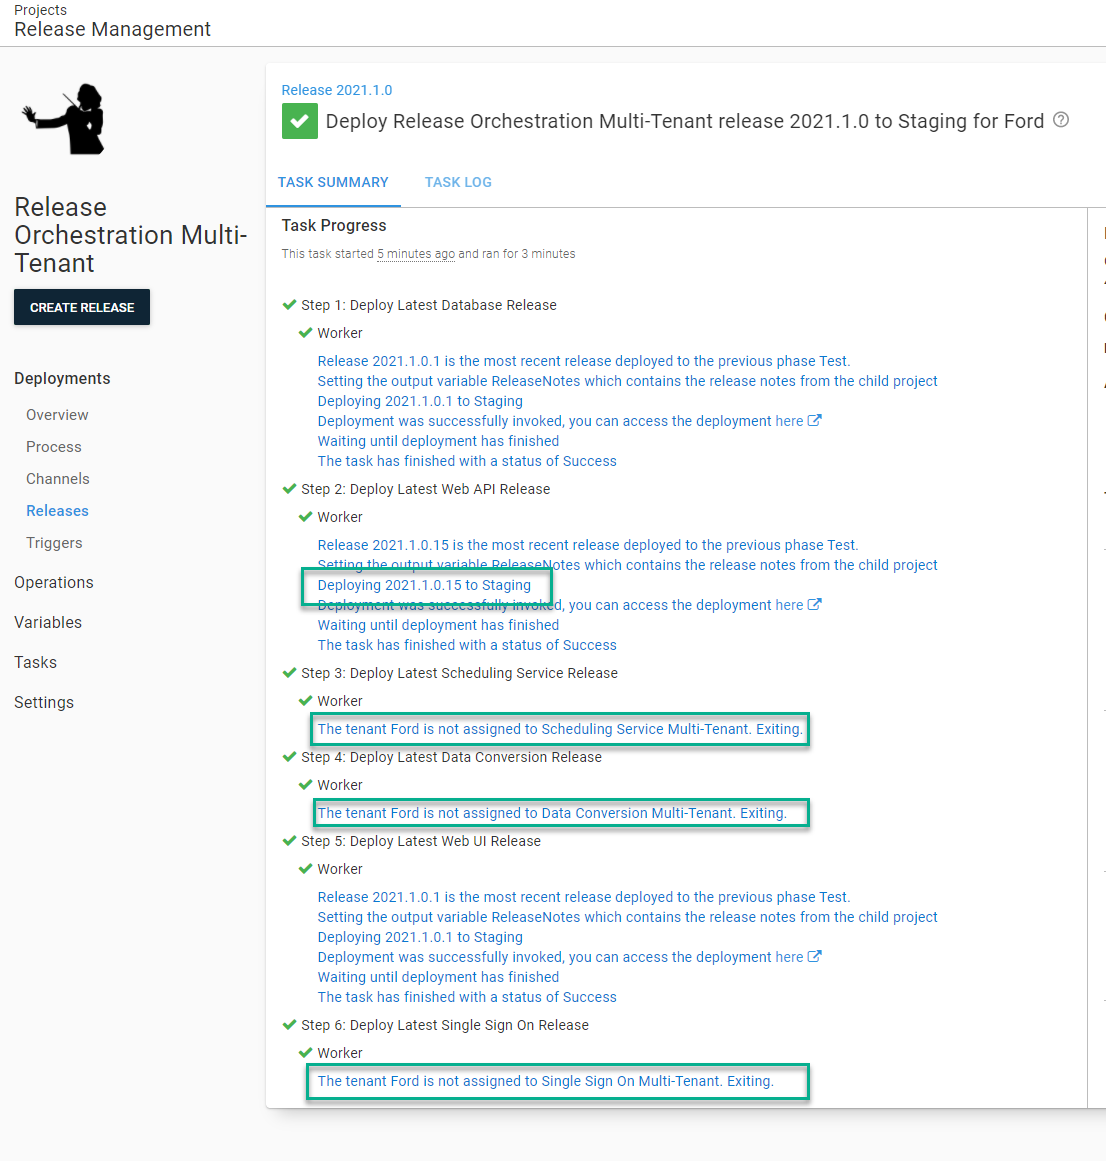 Projects
Release Management
Release
Orchestration Multi-
Tenant
CREATE RELEASE
Deployments
Overview
Process
Channels
Releases
Triggers
Operations
Variables
Tasks
Settings
Release 2021.1.0
Deploy Release Orchestration Multi-Tenant release 2021.1.0 to Staging for Ford
TASK SUMMARY
TASK LOG
Task Progress
This task started 5 minutes ago and ran for 3 minutes
Step 1: Deploy Latest Database Release
Worker
Release 2021.1.0.1 is the most recent release deployed to the previous phase Test.
Setting the output variable ReleaseNotes which contains the release notes from the child project
Deploying 2021.1.0.1 to Staging
Deployment was successfully invoked, you can access the deployment here
Waiting until deployment has finished
The task has finished with a status of Success
Step 2: Deploy Latest Web API Release
Worker
Release 2021.1.0.15 is the most recent release deployed to the previous phase Test.
Setting the output variable ReleaseNotes which contains the release notes from the child project
Deploying 2021.1.0.15 to Staging
Deployment was successfully invoked, you can access the deployment here
Waiting until deployment has finished
The task has finished with a status of Success
Step 3: Deploy Latest Scheduling Service Release
Worker
The tenant Ford is not assigned to Scheduling Service Multi-Tenant. Exiting.
Step 4: Deploy Latest Data Conversion Release
Worker
The tenant Ford is not assigned to Data Conversion Multi-Tenant. Exiting.
Step 5: Deploy Latest Web UI Release
Worker
Release 2021.1.0.1 is the most recent release deployed to the previous phase Test.
Setting the output variable ReleaseNotes which contains the release notes from the child project
Deploying 2021.1.0.1 to Staging
Deployment was successfully invoked, you can access the deployment here
Waiting until deployment has finished
The task has finished with a status of Success
Step 6: Deploy Latest Single Sign On Release
Worker
The tenant Ford is not assigned to Single Sign On Multi-Tenant. Exiting.